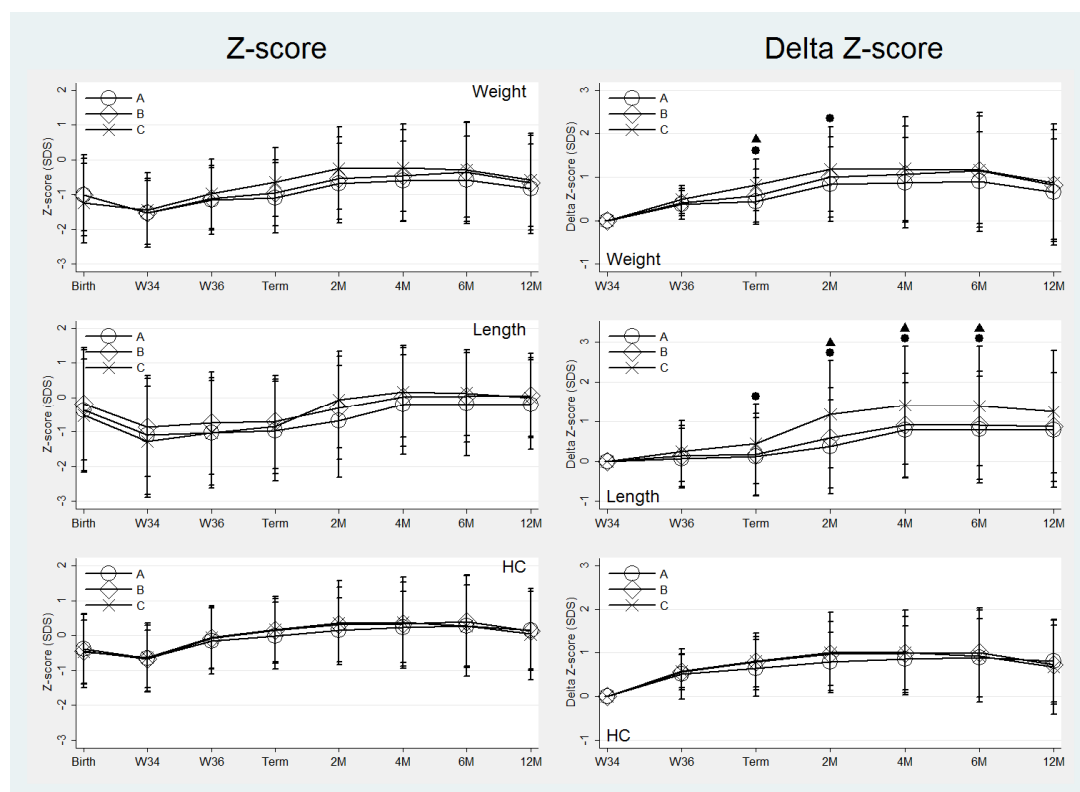 Z-score
Delta Z-score
Z-score (SDS)
2
1
0
-1
-2
-3
A
B
C
Weight
Birth W34 W36 Term 2M 4M 6M 12M
Delta Z-score (SDS)
3
2
1
0
-1
A
B
C
Weight
W34 W36 Term 2M 4M 6M 12M
Z-score (SDS)
2
1
0
-1
-2
-3
A
B
C
Length
Birth W34 W36 Term 2M 4M 6M 12M
Delta Z-score (SDS)
3
2
1
0
-1
A
B
C
Length
W34 W36 Term 2M 4M 6M 12M
Z-score (SDS)
2
1
0
-1
-2
-3
A
B
C
HC
Birth W34 W36 Term 2M 4M 6M 12M
Delta Z-score (SDS)
3
2
1
0
-1
A
B
C
HC
W34 W36 Term 2M 4M 6M 12M